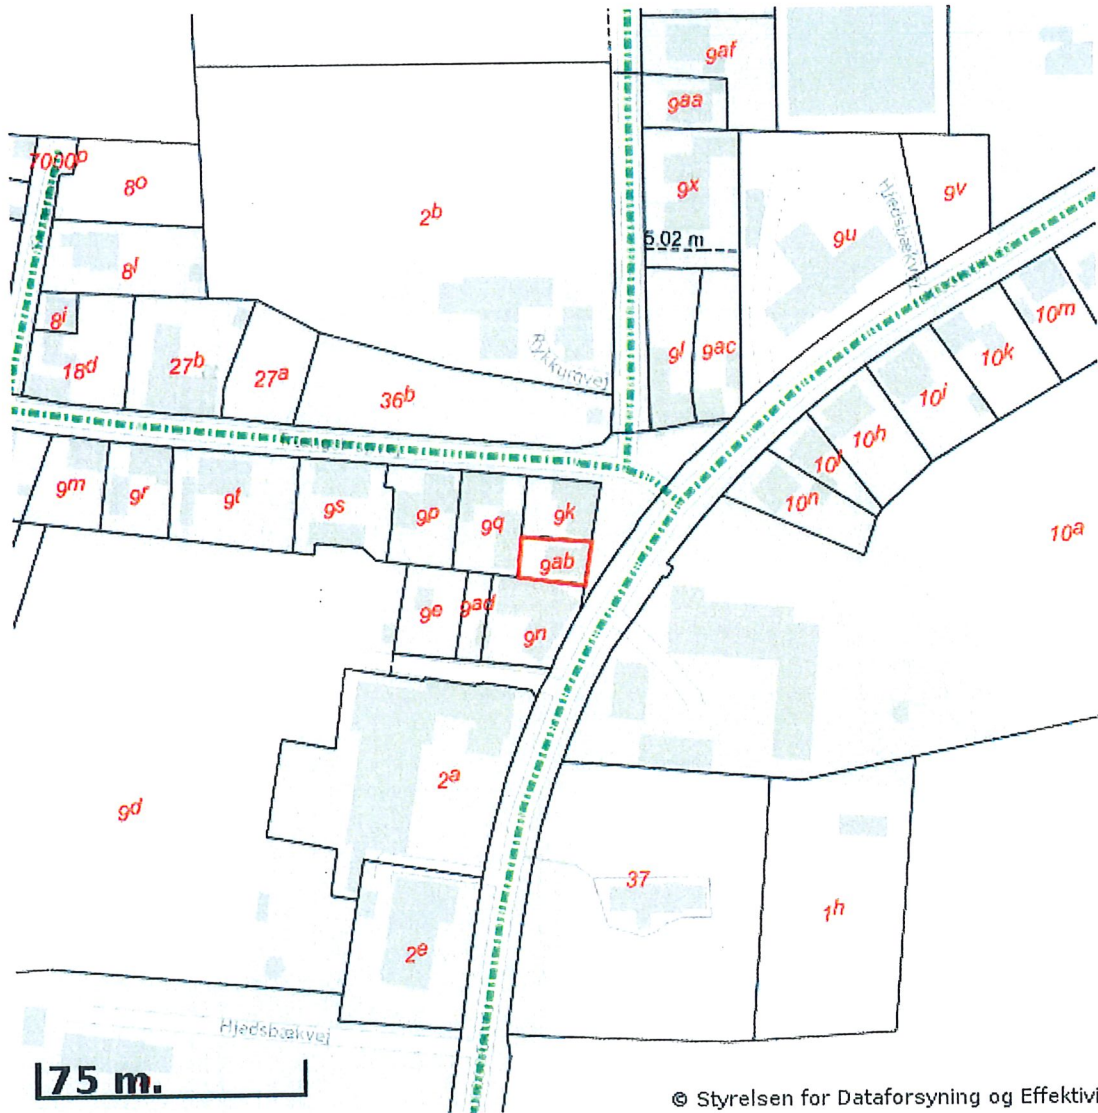 9af
9aa
7000p
8o
9x
9v
2b
9u
Hjedsbækvej
5.02 m
8l
8i
10m
18d
27b
27a
9l
9ac
10k
36b
10i
10h
10l
9m
9r
9t
9s
9p
9q
9k
10n
10a
9ab
9e
9ad
9n
2a
9d
37
1h
2e
Hjedsbækvej
75 m.
© Styrelsen for Dataforsyning og Effektivi